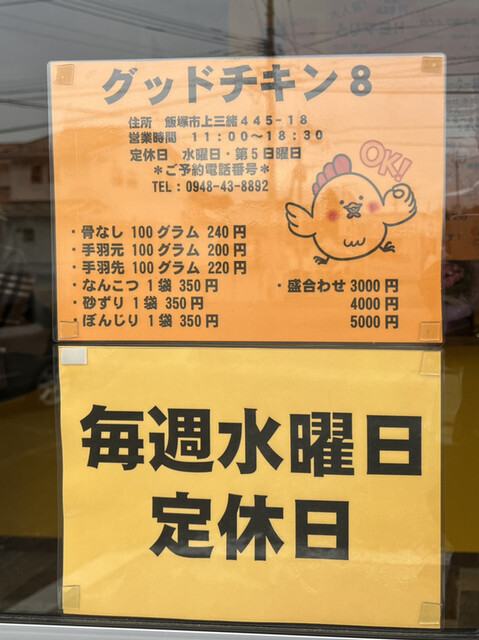 グッドチキン8
住所　飯塚市上三緒445-18
営業時間　11:00～18:30
定休日　水曜日・第5日曜日
＊ご予約電話番号＊
TEL：0948-43-8892
OK!
・骨なし 100グラム 240円
・手羽元 100グラム 200円
・手羽先 100グラム 220円
・なんこつ 1袋 350円　・盛合わせ 3000円
・砂ずり 1袋 350円　4000円
・ぼんじり 1袋 350円　5000円
毎週水曜日
定休日